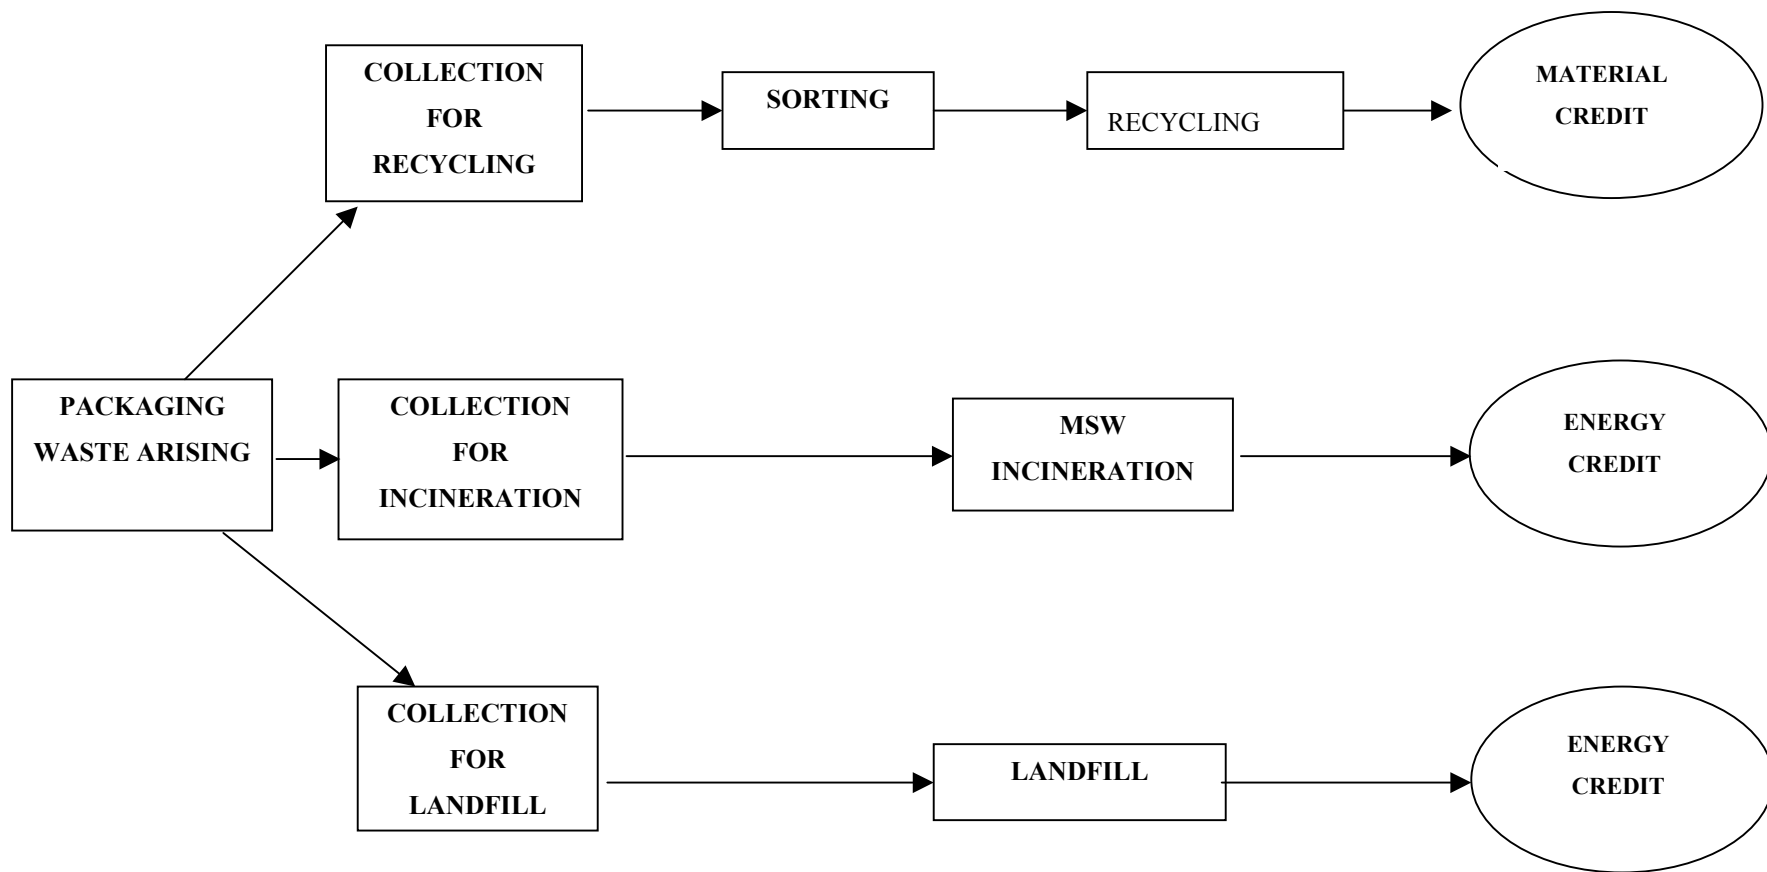 COLLECTION
FOR
RECYCLING
SORTING
RECYCLING
MATERIAL
CREDIT
PACKAGING
WASTE ARISING
COLLECTION
FOR
INCINERATION
MSW
INCINERATION
ENERGY
CREDIT
COLLECTION
FOR
LANDFILL
LANDFILL
ENERGY
CREDIT